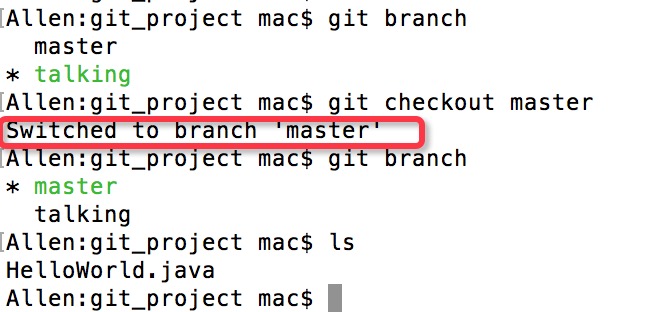 [Allen:git_project mac$ git branch
  master
* talking
[Allen:git_project mac$ git checkout master
Switched to branch 'master'
[Allen:git_project mac$ git branch
* master
  talking
[Allen:git_project mac$ ls
HelloWorld.java
Allen:git_project mac$